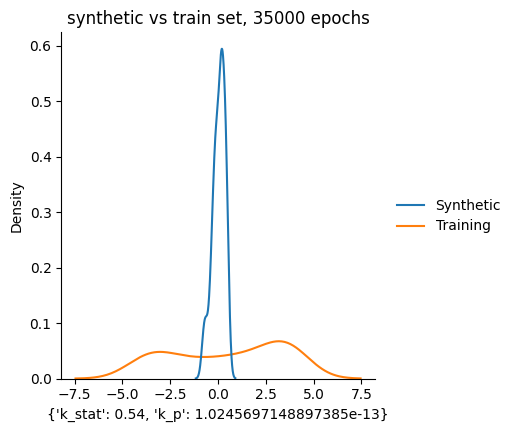 synthetic vs train set, 35000 epochs
0.6
0.5
0.4
0.3
0.2
0.1
0.0
Density
Synthetic
Training
−7.5 −5.0 −2.5 0.0 2.5 5.0 7.5
{'k_stat': 0.54, 'k_p': 1.0245697148897385e-13}